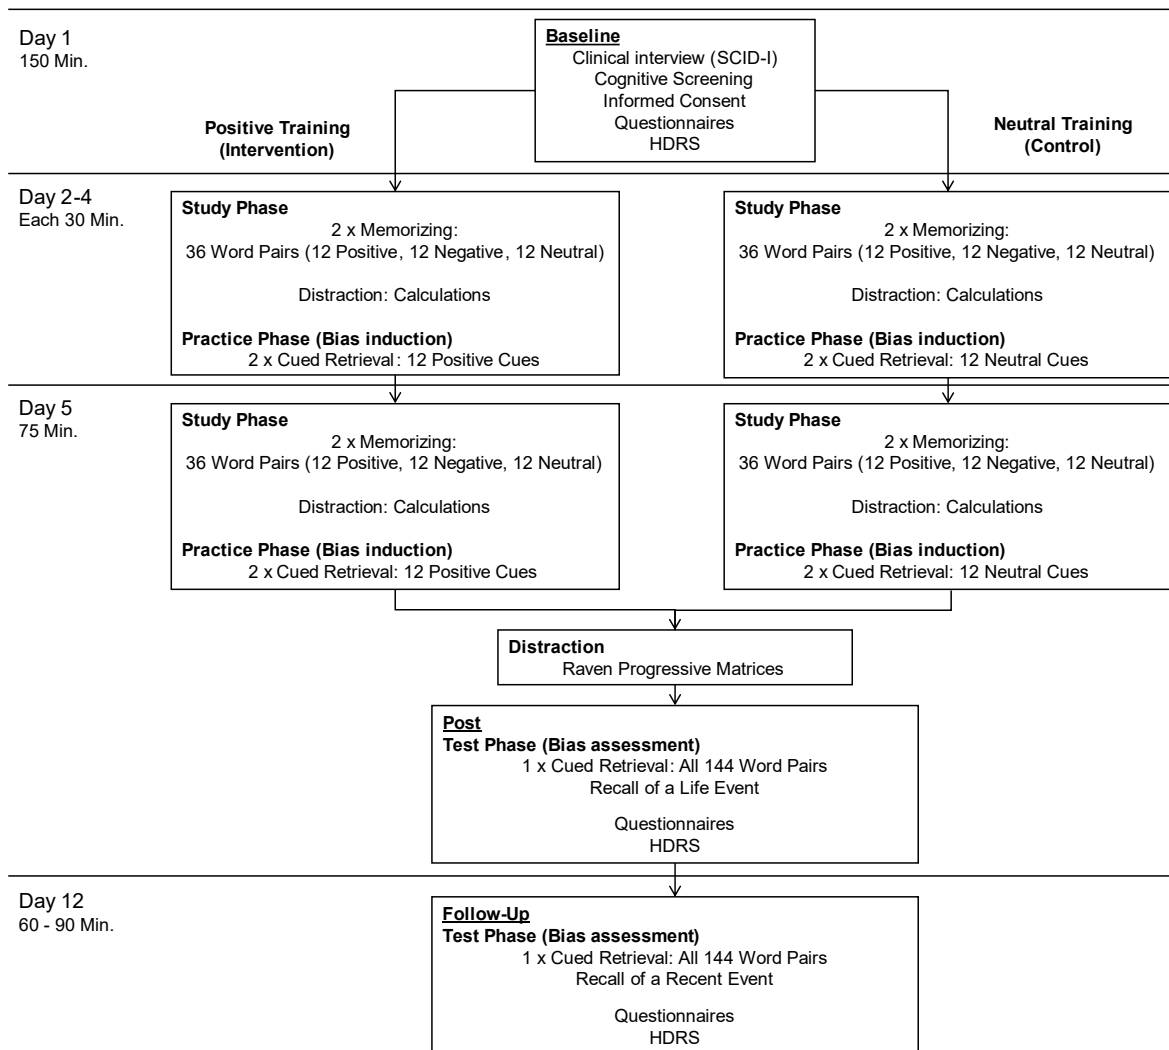 Day 1
150 Min.
Baseline
Clinical interview (SCID-I)
Cognitive Screening
Informed Consent
Questionnaires
HDRS
Positive Training
(Intervention)
Neutral Training
(Control)
Day 2-4
Each 30 Min.
Study Phase
2 x Memorizing:
36 Word Pairs (12 Positive, 12 Negative, 12 Neutral)
Distraction: Calculations
Practice Phase (Bias induction)
2 x Cued Retrieval: 12 Positive Cues
Study Phase
2 x Memorizing:
36 Word Pairs (12 Positive, 12 Negative, 12 Neutral)
Distraction: Calculations
Practice Phase (Bias induction)
2 x Cued Retrieval: 12 Neutral Cues
Day 5
75 Min.
Study Phase
2 x Memorizing:
36 Word Pairs (12 Positive, 12 Negative, 12 Neutral)
Distraction: Calculations
Practice Phase (Bias induction)
2 x Cued Retrieval: 12 Positive Cues
Study Phase
2 x Memorizing:
36 Word Pairs (12 Positive, 12 Negative, 12 Neutral)
Distraction: Calculations
Practice Phase (Bias induction)
2 x Cued Retrieval: 12 Neutral Cues
Distraction
Raven Progressive Matrices
Post
Test Phase (Bias assessment)
1 x Cued Retrieval: All 144 Word Pairs
Recall of a Life Event
Questionnaires
HDRS
Day 12
60 - 90 Min.
Follow-Up
Test Phase (Bias assessment)
1 x Cued Retrieval: All 144 Word Pairs
Recall of a Recent Event
Questionnaires
HDRS